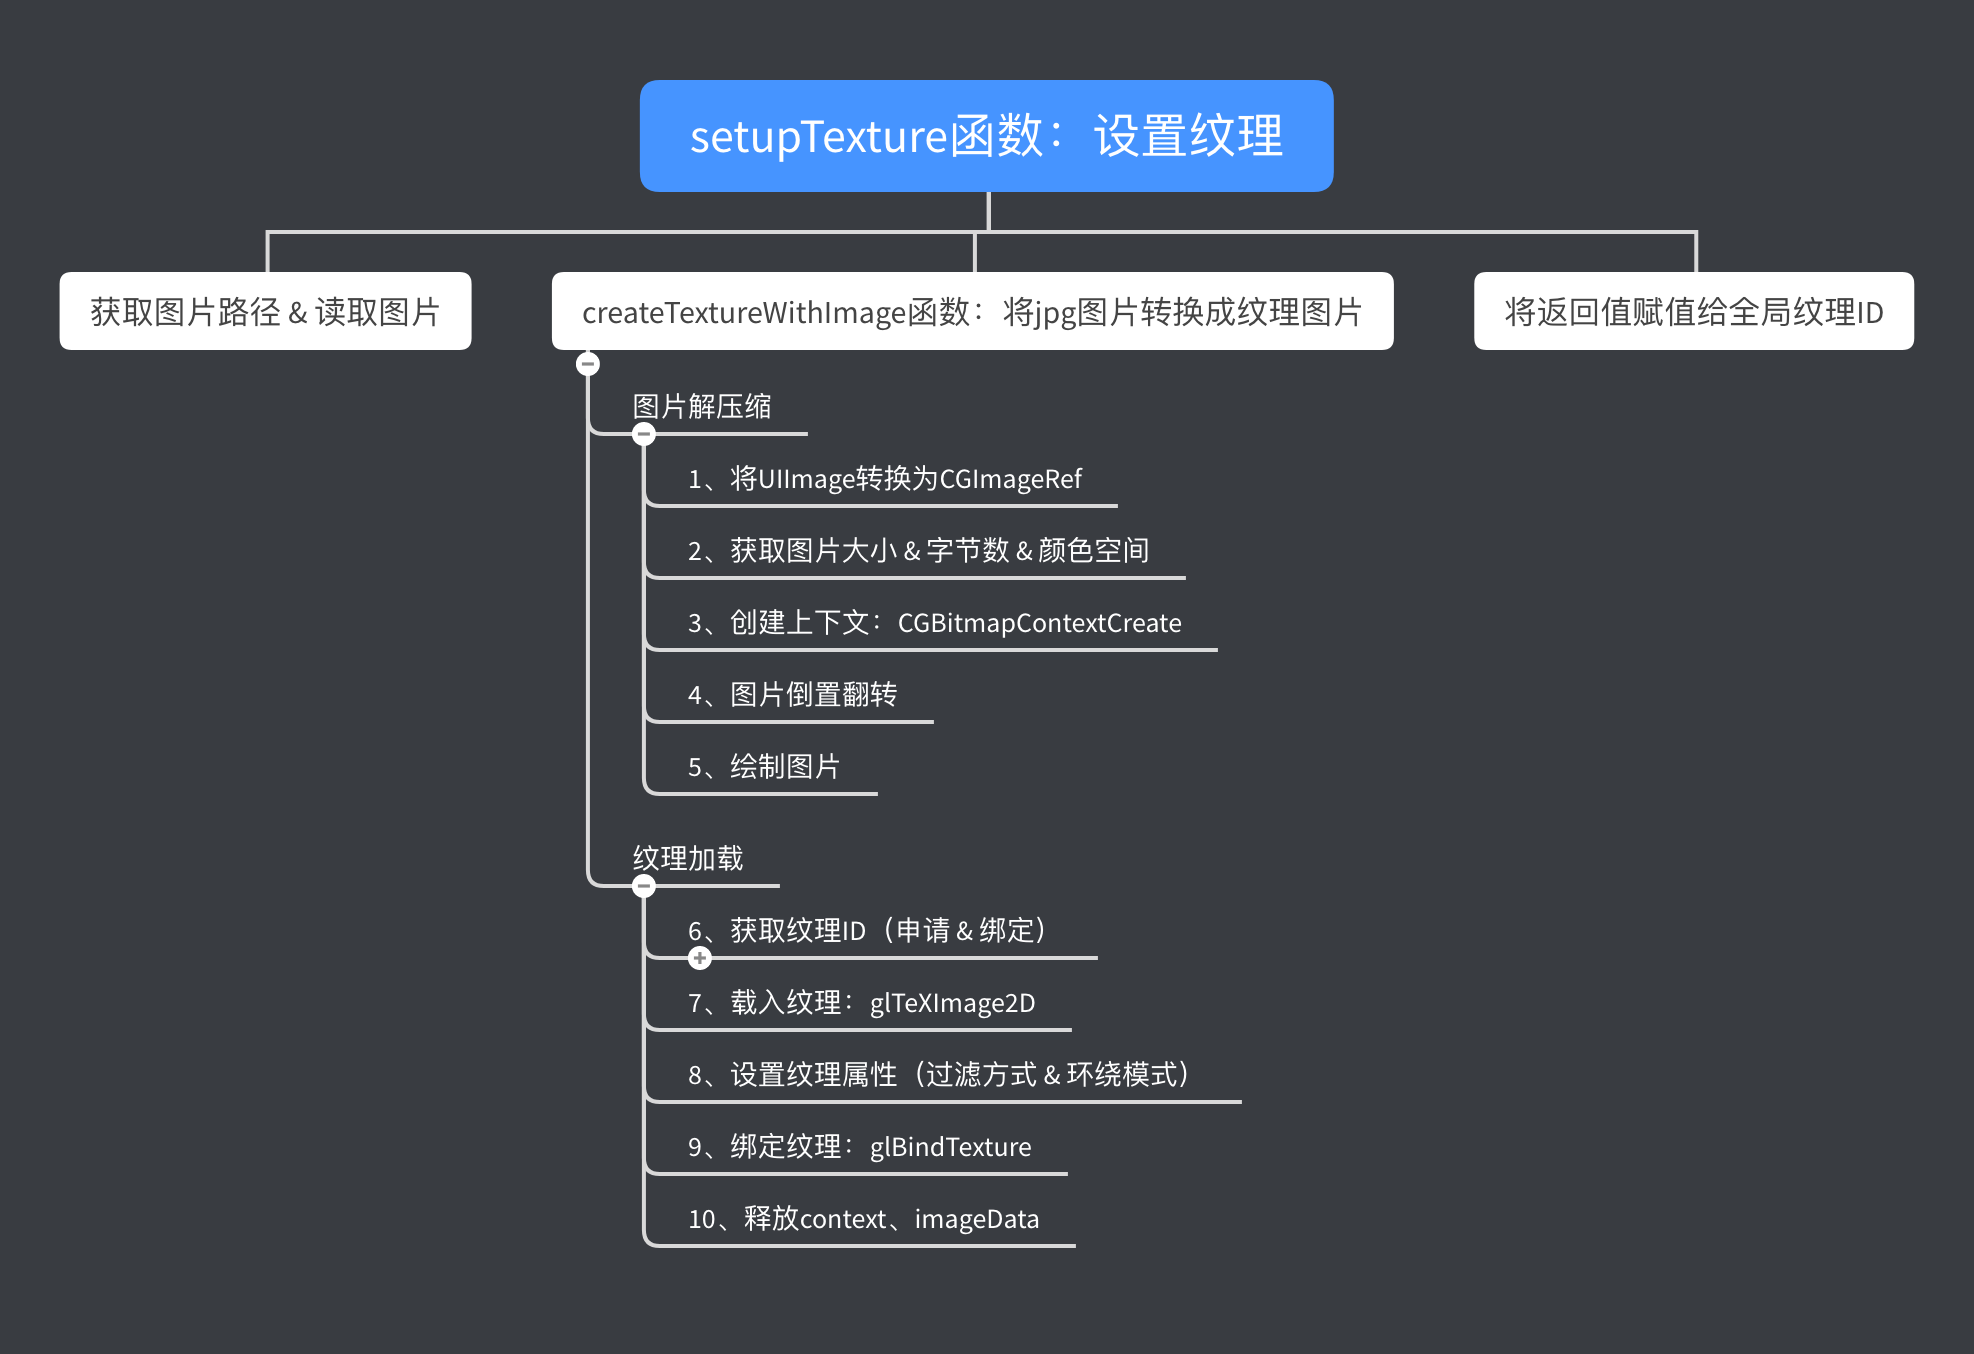 setupTexture函数：设置纹理
获取图片路径 & 读取图片
createTextureWithImage函数：将jpg图片转换成纹理图片
将返回值赋值给全局纹理ID
图片解压缩
1、将UIImage转换为CGImageRef
2、获取图片大小 & 字节数 & 颜色空间
3、创建上下文：CGBitmapContextCreate
4、图片倒置翻转
5、绘制图片
纹理加载
6、获取纹理ID（申请 & 绑定）
7、载入纹理：glTeXImage2D
8、设置纹理属性（过滤方式 & 环绕模式）
9、绑定纹理：glBindTexture
10、释放context、imageData